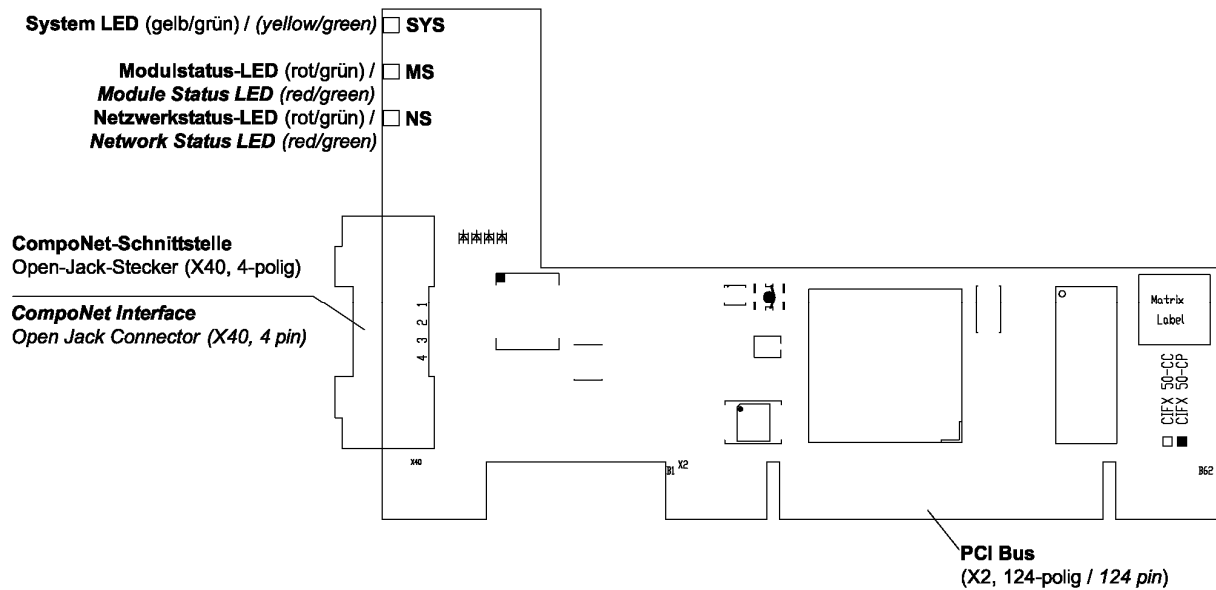 System LED (gelb/grün) / (yellow/green) SYS
Modulstatus-LED (rot/grün) / MS
Module Status LED (red/green)
Netzwerkstatus-LED (rot/grün) / NS
Network Status LED (red/green)
CompoNet-Schnittstelle
Open-Jack-Stecker (X40, 4-polig)
CompoNet Interface
Open Jack Connector (X40, 4 pin)
4 3 2 1
Matrix
Label
CIFX 50-CC
CIFX 50-CP
X40
B1
X2
B62
PCI Bus
(X2, 124-polig / 124 pin)